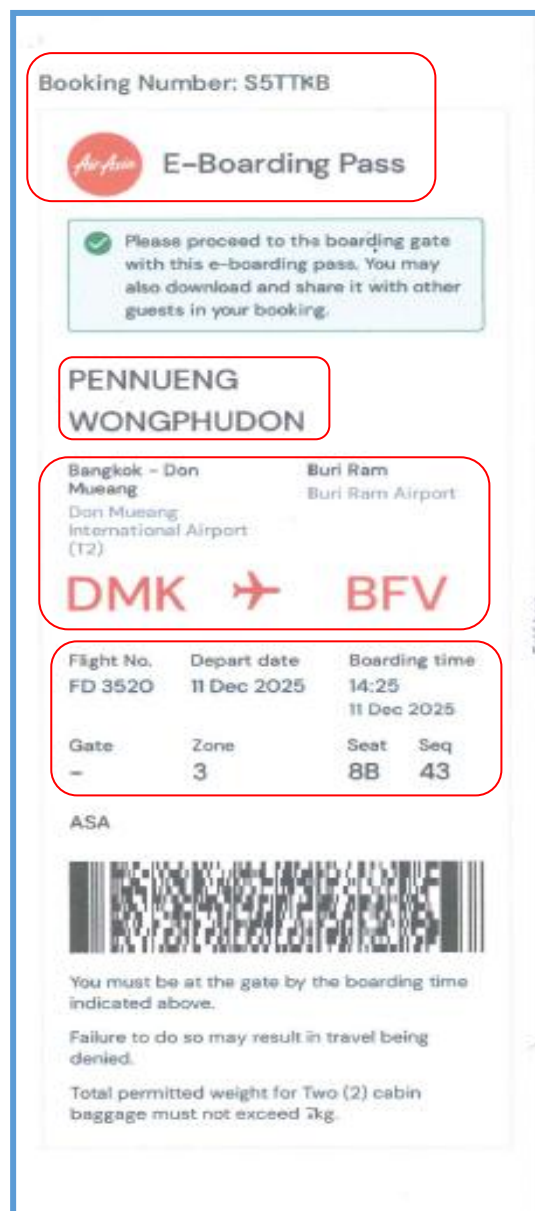 Booking Number: S5TTKB
AirAsia E-Boarding Pass
Please proceed to the boarding gate
with this e-boarding pass. You may
also download and share it with other
guests in your booking.
PENNUENG
WONGPHUDON
Bangkok - Don
Mueang
Don Mueang
International Airport
(T2)
Buri Ram
Buri Ram Airport
DMK BFV
Flight No. Depart date Boarding time
FD 3520 11 Dec 2025 14:25
11 Dec 2025
Gate Zone Seat Seq
- 3 8B 43
ASA
You must be at the gate by the boarding time
indicated above.
Failure to do so may result in travel being
denied.
Total permitted weight for Two (2) cabin
baggage must not exceed 7kg.